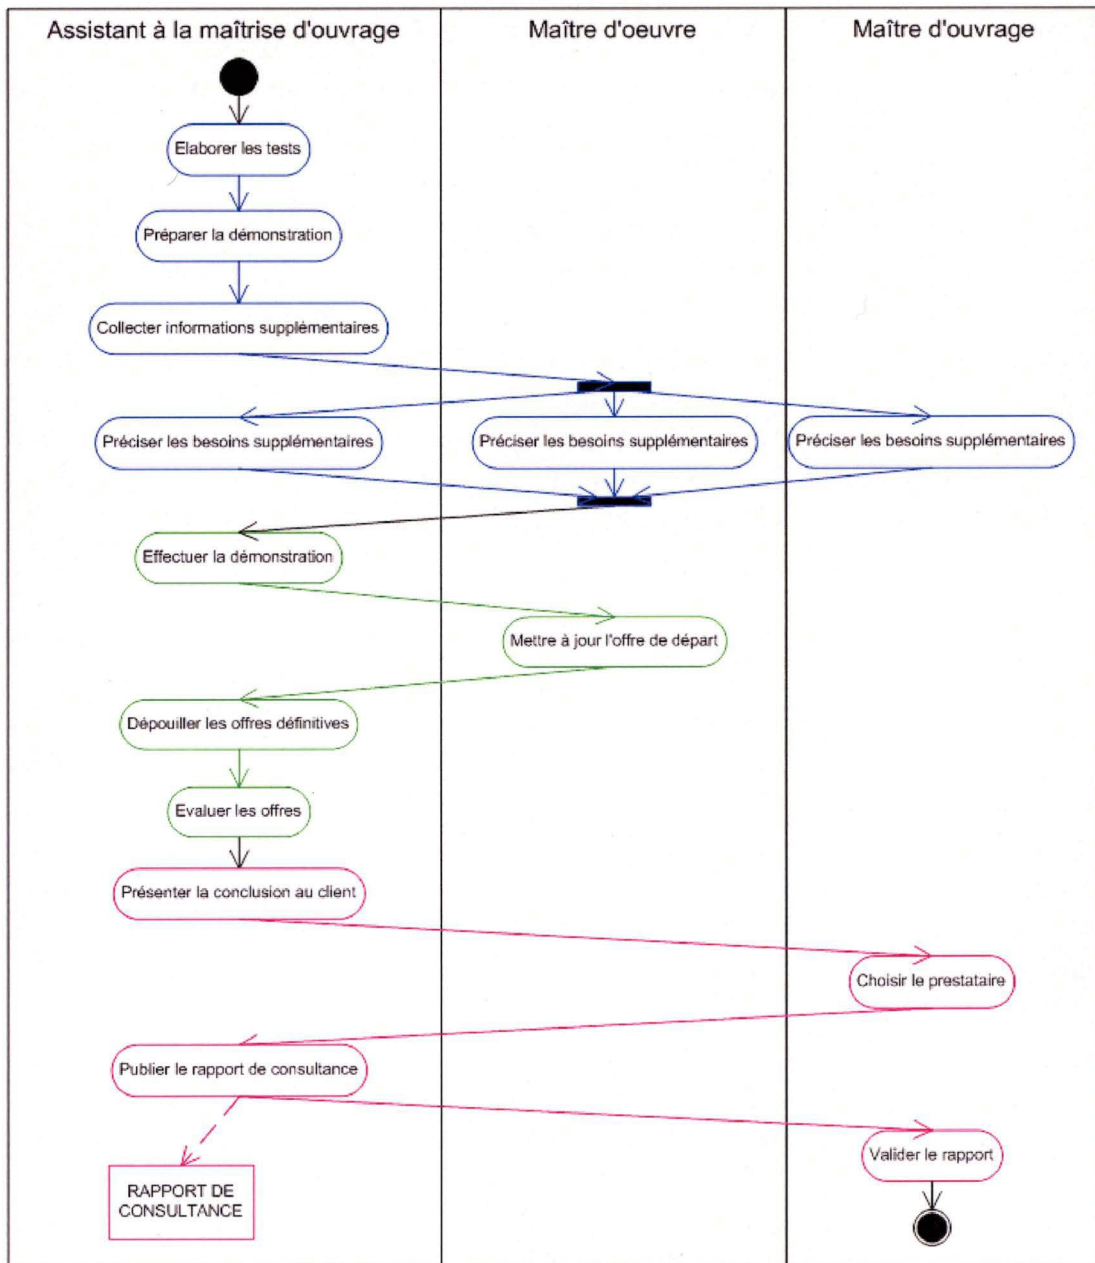 Assistant à la maîtrise d'ouvrage
Maître d'oeuvre
Maître d'ouvrage
Elaborer les tests
Préparer la démonstration
Collecter informations supplémentaires
Préciser les besoins supplémentaires
Préciser les besoins supplémentaires
Préciser les besoins supplémentaires
Effectuer la démonstration
Mettre à jour l'offre de départ
Dépouiller les offres définitives
Evaluer les offres
Présenter la conclusion au client
Choisir le prestataire
Publier le rapport de consultance
Valider le rapport
RAPPORT DE
CONSULTANCE